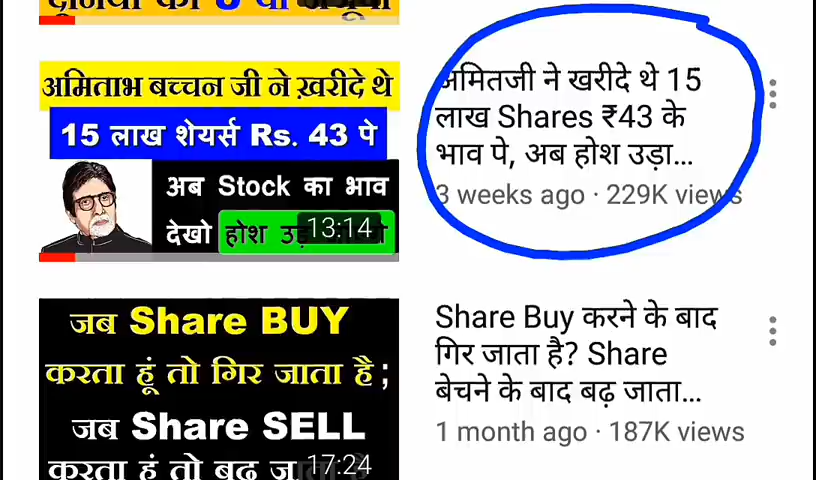 अमिताभ बच्चन जी ने ख़रीदे थे
15 लाख शेयर्स Rs. 43 पे
अब Stock का भाव
देखो होश
13:14
अमितजी ने खरीदे थे 15
लाख Shares ₹43 के
भाव पे, अब होश उड़ा...
3 weeks ago · 229K views
जब Share BUY
करता हूं तो गिर जाता है;
जब Share SELL
करता हूं तो बढ़
17:24
Share Buy करने के बाद
गिर जाता है? Share
बेचने के बाद बढ़ जाता...
1 month ago · 187K views